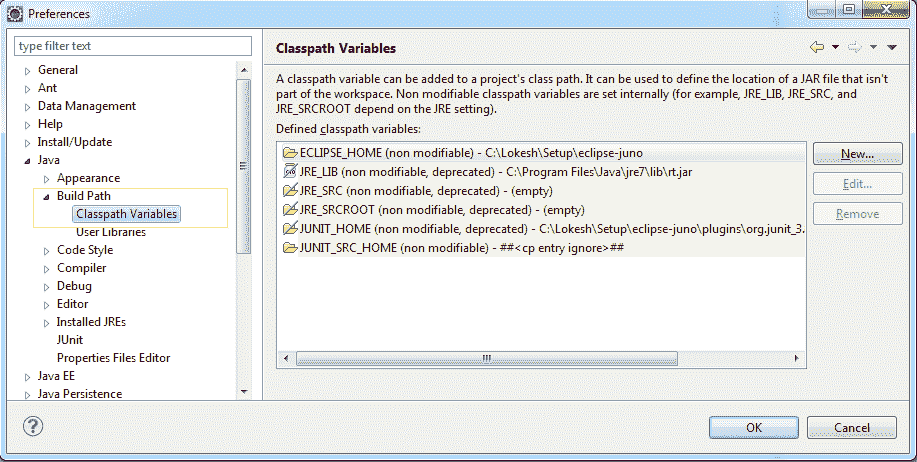 Preferences
type filter text
General
Ant
Data Management
Help
Install/Update
Java
Appearance
Build Path
Classpath Variables
User Libraries
Code Style
Compiler
Debug
Editor
Installed JREs
JUnit
Properties Files Editor
Java EE
Java Persistence
Classpath Variables
A classpath variable can be added to a project's class path. It can be used to define the location of a JAR file that isn't
part of the workspace. Non modifiable classpath variables are set internally (for example, JRE_LIB, JRE_SRC, and
JRE_SRCROOT depend on the JRE setting).
Defined classpath variables:
ECLIPSE_HOME (non modifiable) - C:\Lokesh\Setup\eclipse-juno
JRE_LIB (non modifiable, deprecated) - C:\Program Files\Java\jre7\lib\rt.jar
JRE_SRC (non modifiable, deprecated) - (empty)
JRE_SRCROOT (non modifiable, deprecated) - (empty)
JUNIT_HOME (non modifiable, deprecated) - C:\Lokesh\Setup\eclipse-juno\plugins\org.junit_3.
JUNIT_SRC_HOME (non modifiable) - ##<cp entry ignore>##
New...
Edit...
Remove
OK
Cancel